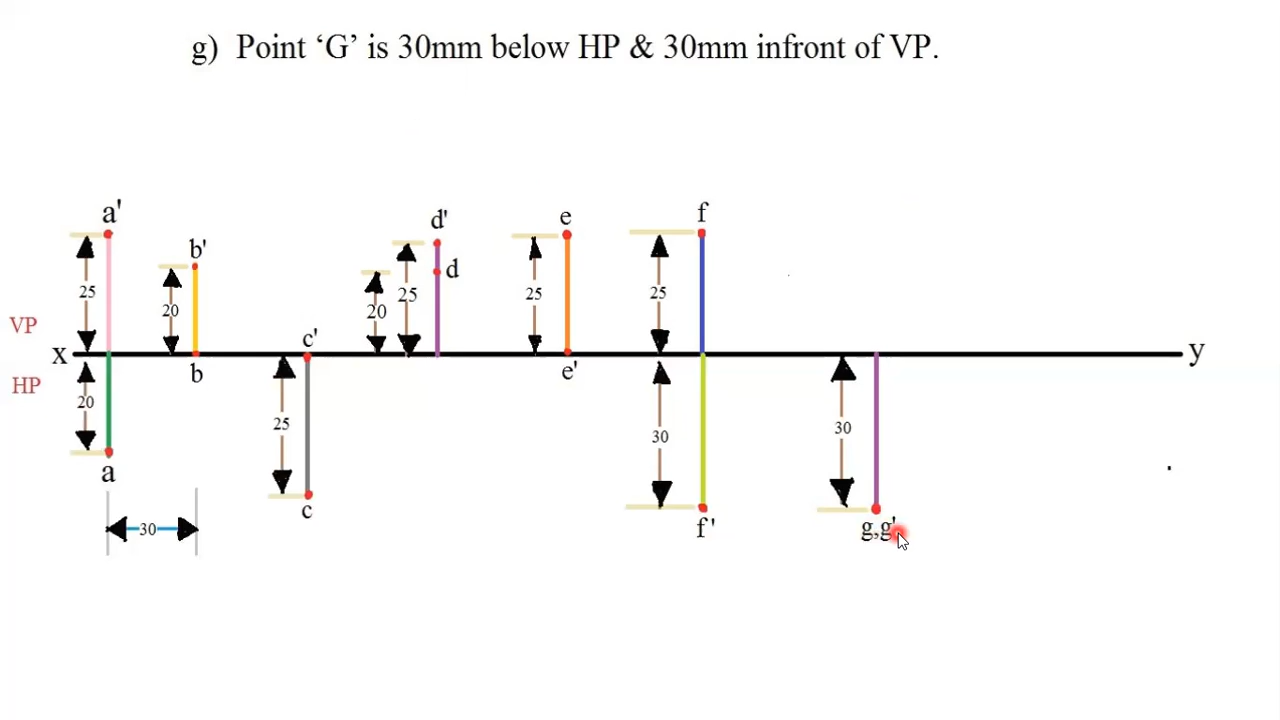 g) Point ‘G’ is 30mm below HP & 30mm infront of VP.
a'
b'
d'
e
f
d
25
20
20
25
25
25
VP
x
c'
y
HP
b
e'
20
25
30
30
a
c
f'
g,g'
30